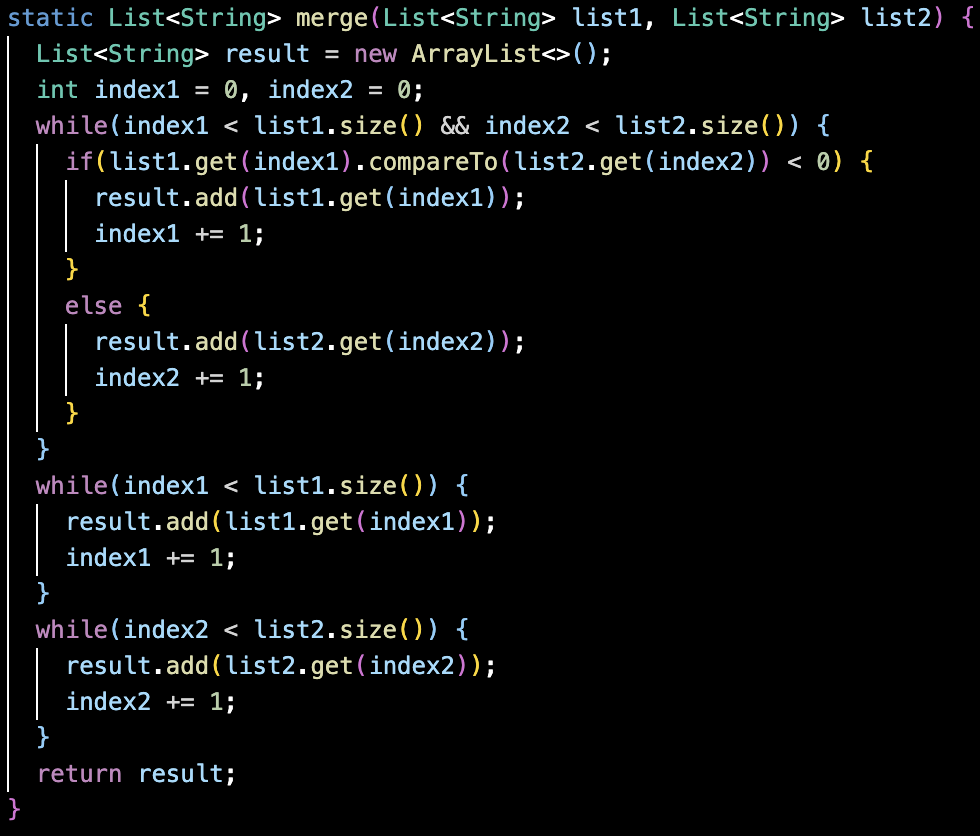 static List<String> merge(List<String> list1, List<String> list2) {
  List<String> result = new ArrayList<>();
  int index1 = 0, index2 = 0;
  while(index1 < list1.size() && index2 < list2.size()) {
    if(list1.get(index1).compareTo(list2.get(index2)) < 0) {
      result.add(list1.get(index1));
      index1 += 1;
    }
    else {
      result.add(list2.get(index2));
      index2 += 1;
    }
  }
  while(index1 < list1.size()) {
    result.add(list1.get(index1));
    index1 += 1;
  }
  while(index2 < list2.size()) {
    result.add(list2.get(index2));
    index2 += 1;
  }
  return result;
}